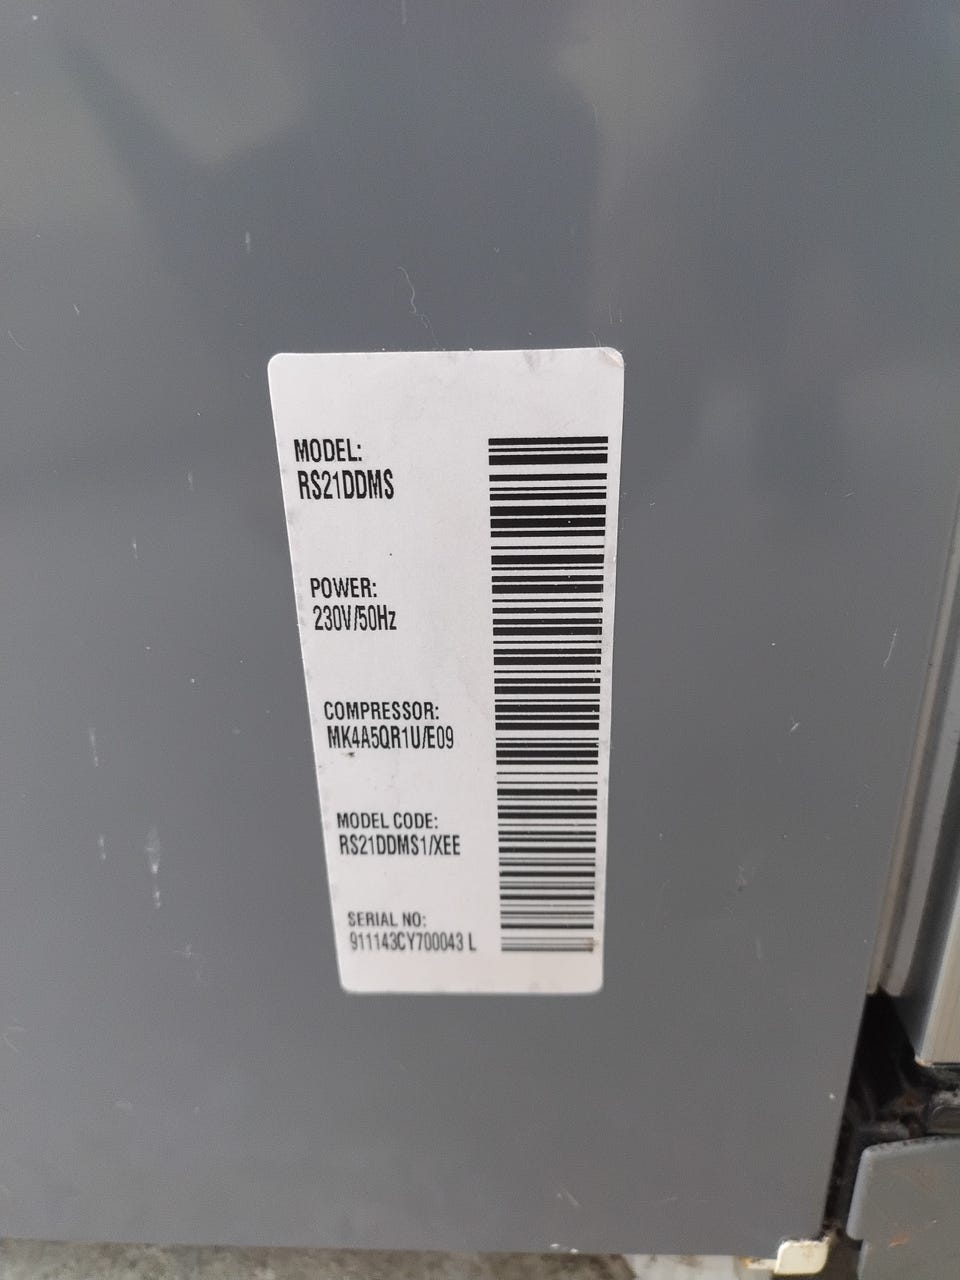 MODEL:
RS21DDMS
POWER:
230V/50Hz
COMPRESSOR:
MK4A5QR1U/E09
MODEL CODE:
RS21DDMS1/XEE
SERIAL NO:
911143CY700043 L